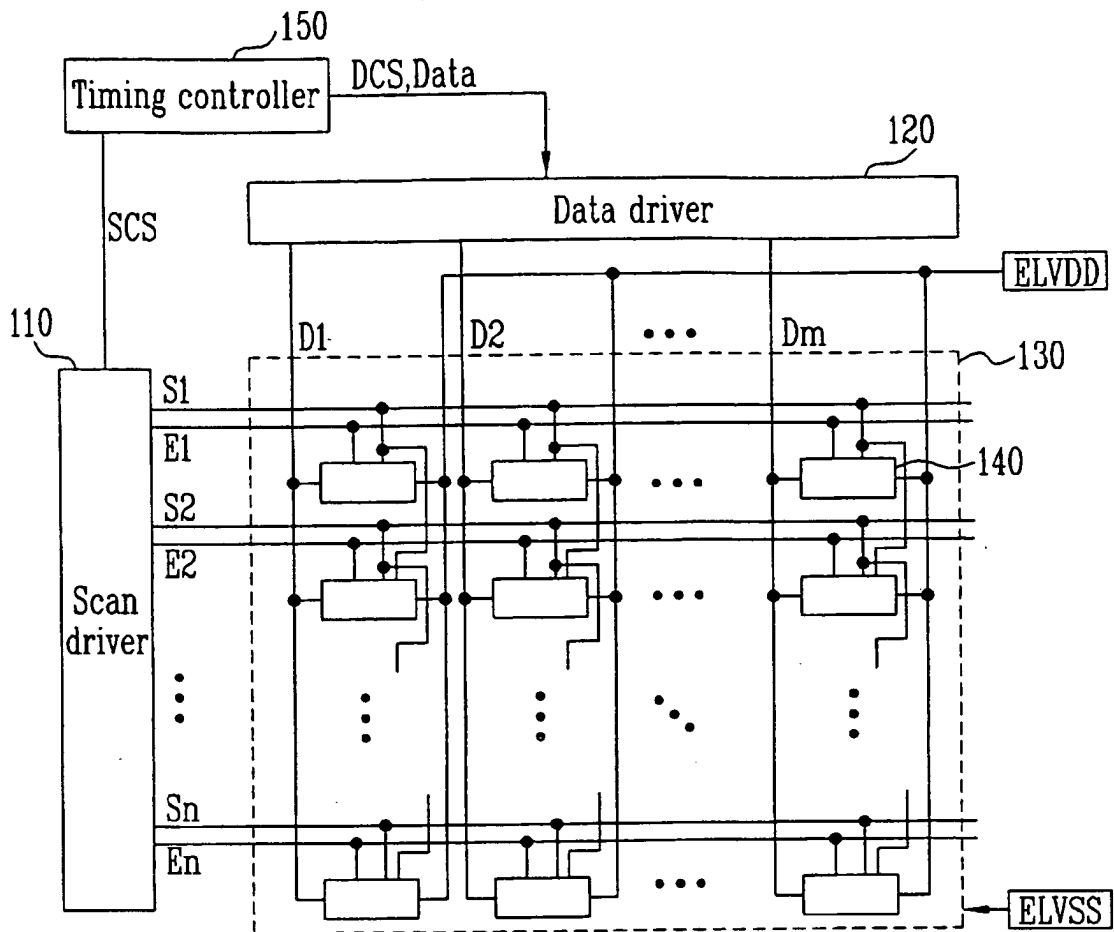 150
Timing controller
DCS,Data
120
Data driver
SCS
ELVDD
110
D1
D2
Dm
130
S1
E1
140
S2
E2
Scan
driver
Sn
En
ELVSS